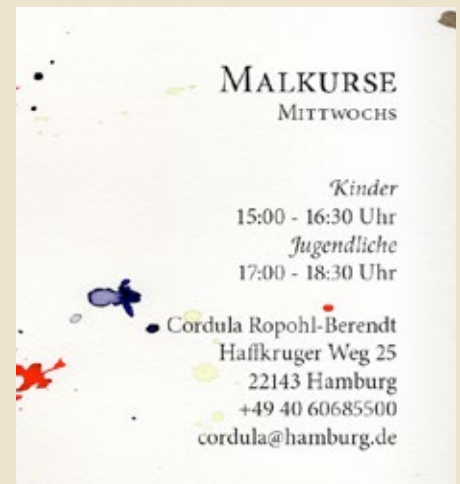 Malkurse
Mittwochs
Kinder
15:00 - 16:30 Uhr
Jugendliche
17:00 - 18:30 Uhr
Cordula Ropohl-Berendt
Haffkruger Weg 25
22143 Hamburg
+49 40 60685500
cordula@hamburg.de